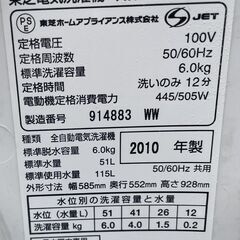 PS E
東芝ホームアプライアンス株式会社
JET
定格電圧 100V
定格周波数 50/60Hz
標準洗濯容量 6.0kg
定格時間 洗いのみ 12分
電動機定格消費電力 445/505W
製造番号 914883 WW
種類 全自動電気洗濯機
標準脱水容量 6.0kg
標準水量 51L
標準使用水量 115L
2010 年製
50/60Hz 共用
外形寸法 幅585mm 奥行552mm 高さ928mm
水位別の洗濯容量と水量
水位 (水量L) 51 41 26 12
容量 (kg) 6.0 4.0 1.5 0.2